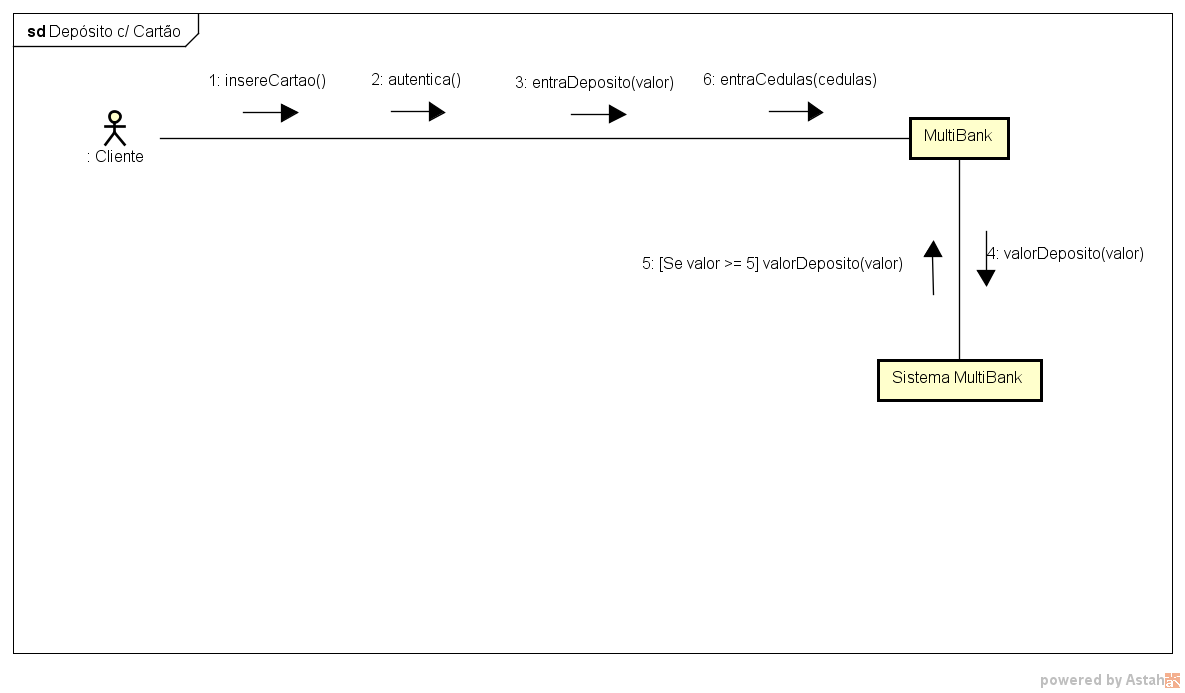 sd Depósito c/ Cartão
1: insereCartao()
2: autentica()
3: entraDeposito(valor)
6: entraCedulas(cedulas)
: Cliente
MultiBank
5: [Se valor >= 5] valorDeposito(valor)
4: valorDeposito(valor)
Sistema MultiBank
powered by Astah